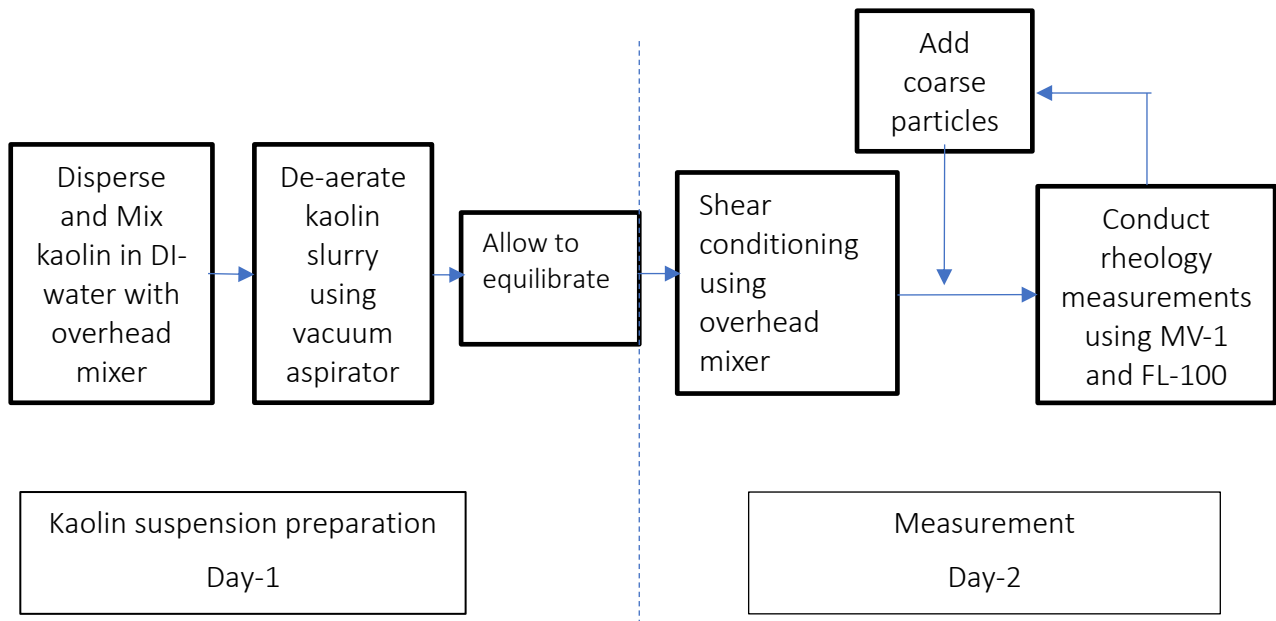 Disperse
and Mix
kaolin in DI-
water with
overhead
mixer
De-aerate
kaolin
slurry
using
vacuum
aspirator
Allow to
equilibrate
Shear
conditioning
using
overhead
mixer
Add
coarse
particles
Conduct
rheology
measurements
using MV-1
and FL-100
Kaolin suspension preparation
Day-1
Measurement
Day-2